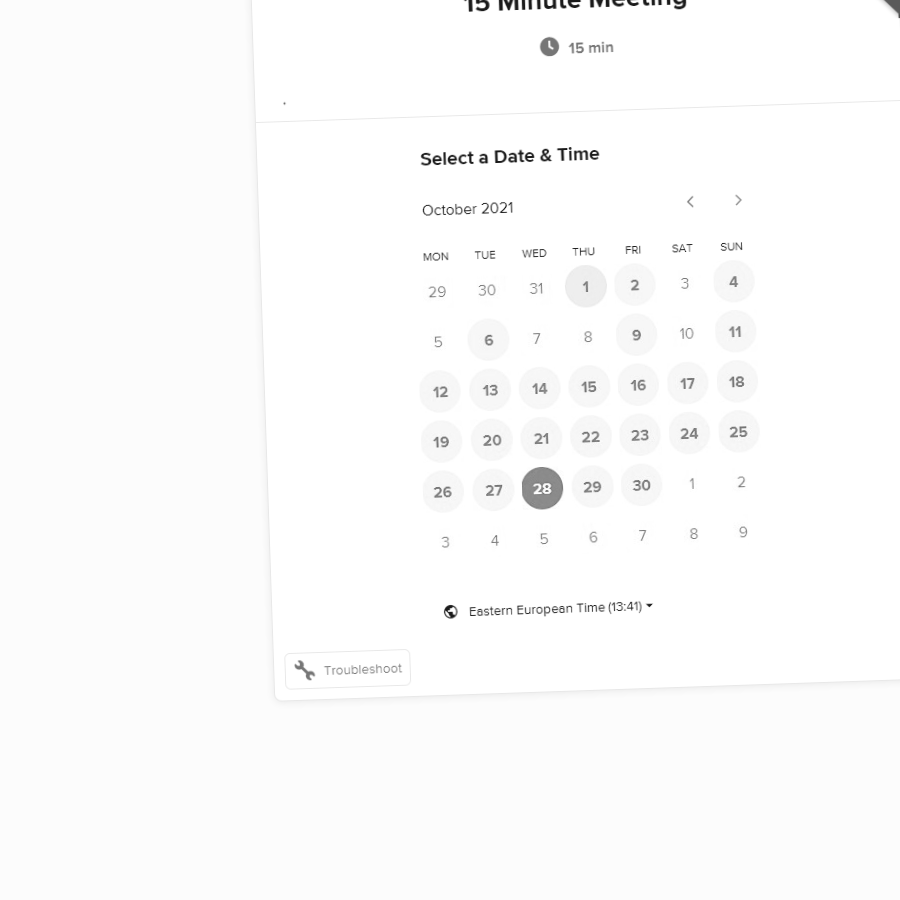 15 Minute Meeting
15 min
.
Select a Date & Time
October 2021
MON TUE WED THU FRI SAT SUN
29 30 31 1 2 3 4
5 6 7 8 9 10 11
12 13 14 15 16 17 18
19 20 21 22 23 24 25
26 27 28 29 30 1 2
3 4 5 6 7 8 9
Eastern European Time (13:41)
Troubleshoot